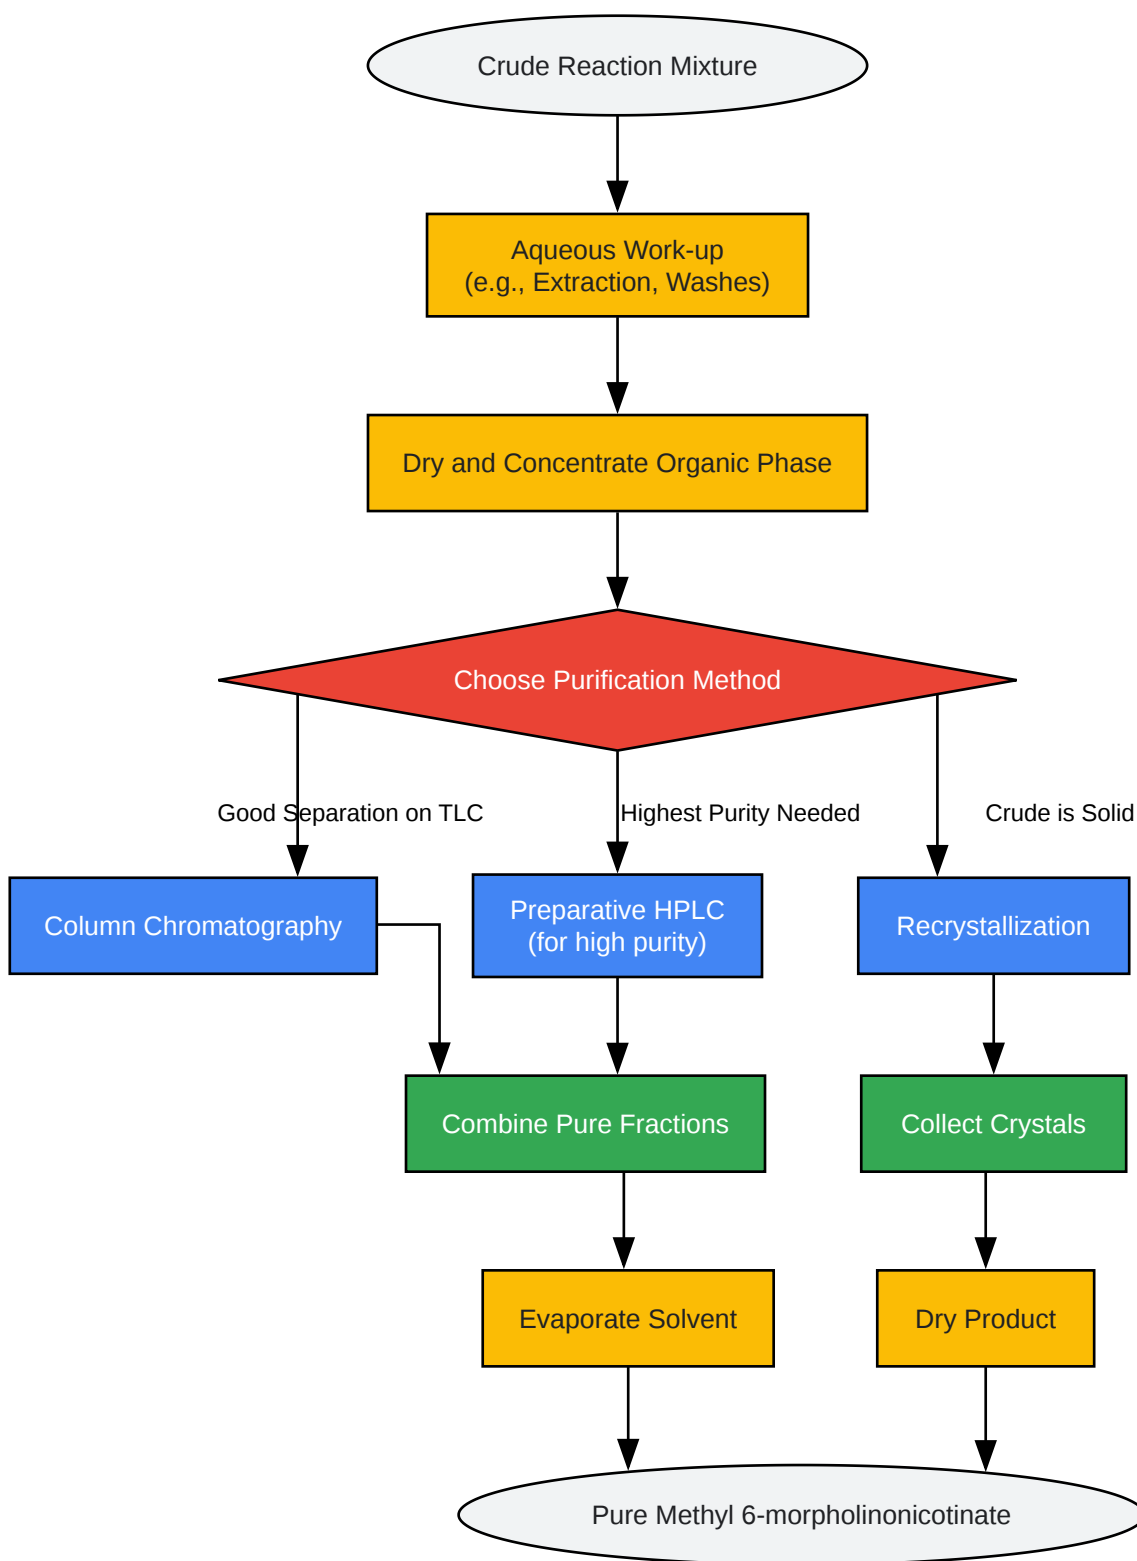 Crude Reaction Mixture
Aqueous Work-up
(e.g., Extraction, Washes)
Dry and Concentrate Organic Phase
Choose Purification Method
Good Separation on TLC
Highest Purity Needed
Crude is Solid
Column Chromatography
Preparative HPLC
(for high purity)
Recrystallization
Combine Pure Fractions
Collect Crystals
Evaporate Solvent
Dry Product
Pure Methyl 6-morpholinonicotinate